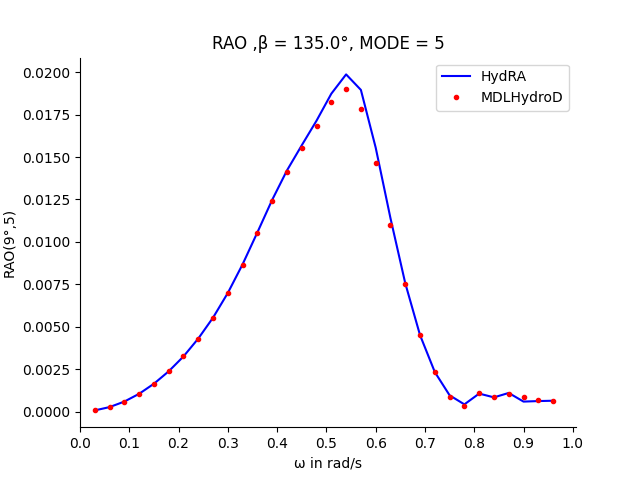 RAO ,β = 135.0°, MODE = 5
HydRA
MDLHydroD
RAO(9°,5)
0.0200
0.0175
0.0150
0.0125
0.0100
0.0075
0.0050
0.0025
0.0000
0.0 0.1 0.2 0.3 0.4 0.5 0.6 0.7 0.8 0.9 1.0
ω in rad/s